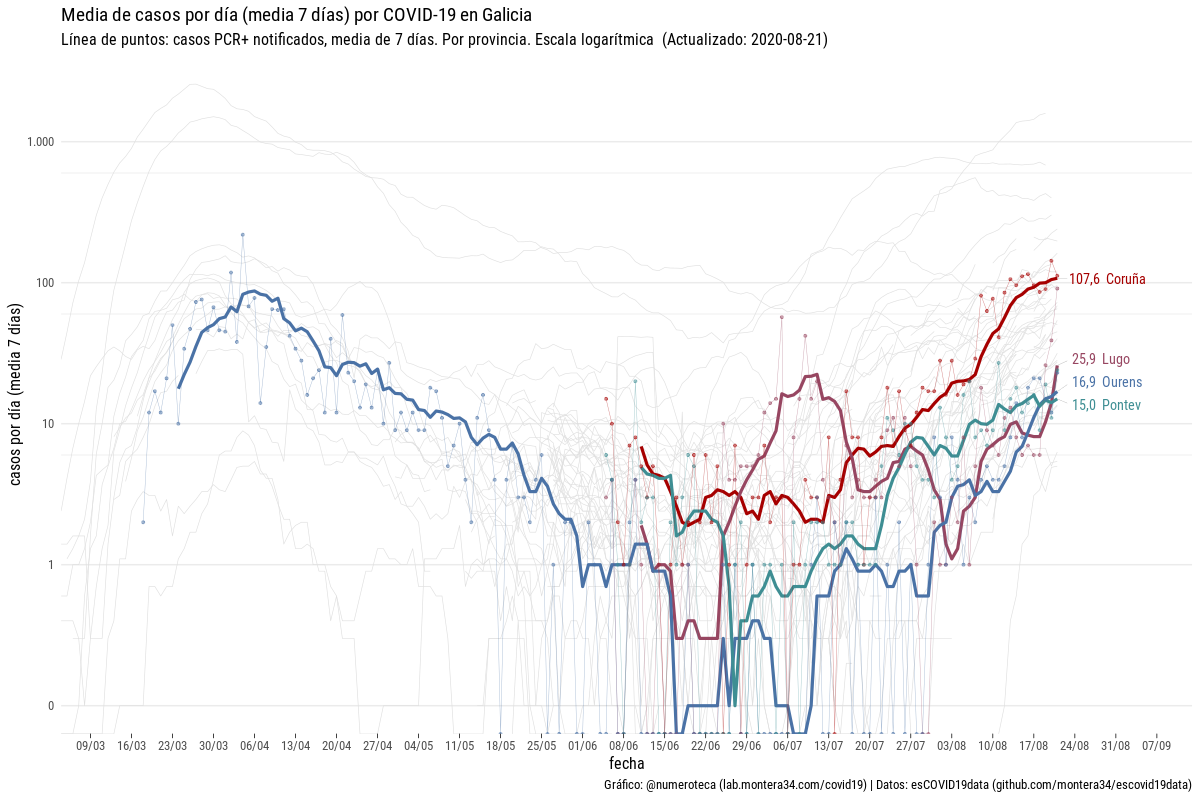 Media de casos por día (media 7 días) por COVID-19 en Galicia
Línea de puntos: casos PCR+ notificados, media de 7 días. Por provincia. Escala logarítmica (Actualizado: 2020-08-21)
casos por día (media 7 días)
1.000
100
10
1
0
107,6 Coruña
25,9 Lugo
16,9 Ourens
15,0 Pontev
09/03 16/03 23/03 30/03 06/04 13/04 20/04 27/04 04/05 11/05 18/05 25/05 01/06 08/06 15/06 22/06 29/06 06/07 13/07 20/07 27/07 03/08 10/08 17/08 24/08 31/08 07/09
fecha
Gráfico: @numeroteca (lab.montera34.com/covid19) | Datos: esCOVID19data (github.com/montera34/escovid19data)